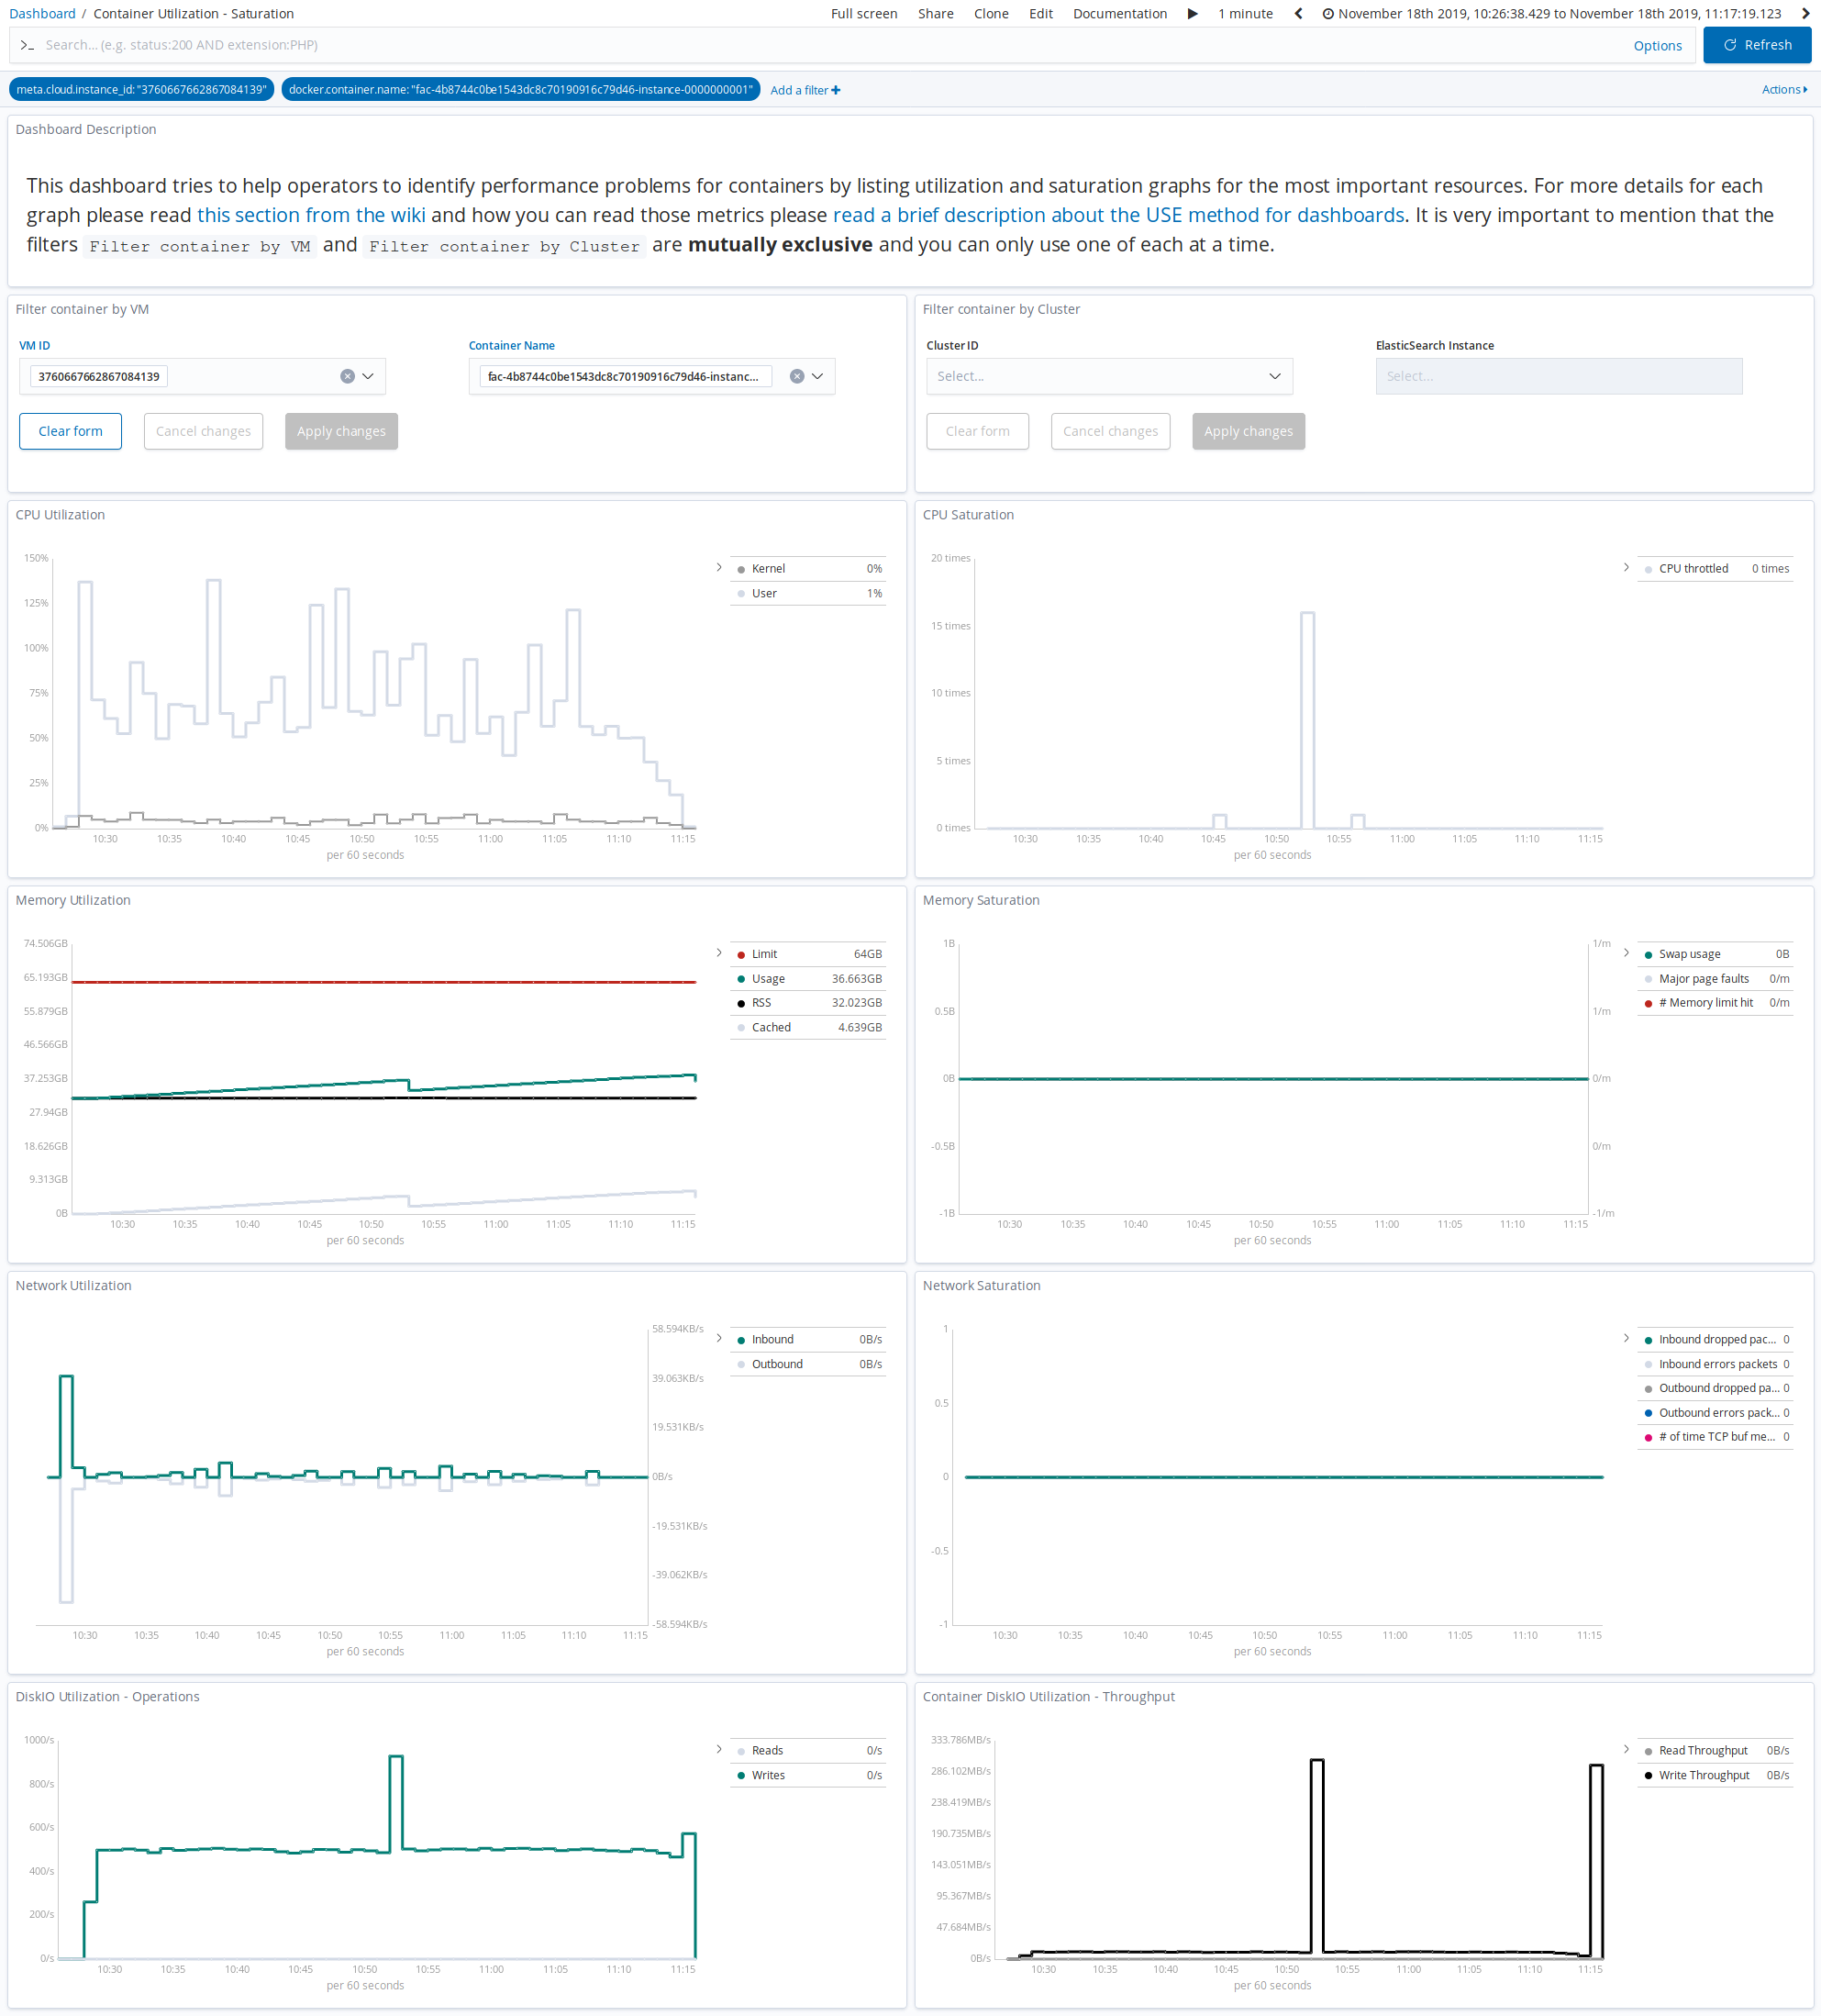 Dashboard / Container Utilization - Saturation Full screen Share Clone Edit Documentation 1 minute November 18th 2019, 10:26:38.429 to November 18th 2019, 11:17:19.123
>_ Search... (e.g. status:200 AND extension:PHP) Options Refresh
meta.cloud.instance_id: "3760667662867084139" docker.container.name: "fac-4b8744c0be1543dc8c70190916c79d46-instance-0000000001" Add a filter + Actions
Dashboard Description
This dashboard tries to help operators to identify performance problems for containers by listing utilization and saturation graphs for the most important resources. For more details for each
graph please read this section from the wiki and how you can read those metrics please read a brief description about the USE method for dashboards. It is very important to mention that the
filters Filter container by VM and Filter container by Cluster are mutually exclusive and you can only use one of each at a time.
Filter container by VM
VM ID Container Name
3760667662867084139 fac-4b8744c0be1543dc8c70190916c79d46-instanc...
Clear form Cancel changes Apply changes
Filter container by Cluster
Cluster ID ElasticSearch Instance
Select... Select...
Clear form Cancel changes Apply changes
CPU Utilization
150%
125%
100%
75%
50%
25%
0%
10:30 10:35 10:40 10:45 10:50 10:55 11:00 11:05 11:10 11:15
per 60 seconds
Kernel 0%
User 1%
CPU Saturation
20 times
15 times
10 times
5 times
0 times
10:30 10:35 10:40 10:45 10:50 10:55 11:00 11:05 11:10 11:15
per 60 seconds
CPU throttled 0 times
Memory Utilization
74.506GB
65.193GB
55.879GB
46.566GB
37.253GB
27.94GB
18.626GB
9.313GB
0B
10:30 10:35 10:40 10:45 10:50 10:55 11:00 11:05 11:10 11:15
per 60 seconds
Limit 64GB
Usage 36.663GB
RSS 32.023GB
Cached 4.639GB
Memory Saturation
1B
0.5B
0B
-0.5B
-1B
1/m
1/m
0/m
0/m
-1/m
10:30 10:35 10:40 10:45 10:50 10:55 11:00 11:05 11:10 11:15
per 60 seconds
Swap usage 0B
Major page faults 0/m
# Memory limit hit 0/m
Network Utilization
58.594KB/s
39.063KB/s
19.531KB/s
0B/s
-19.531KB/s
-39.062KB/s
-58.594KB/s
10:30 10:35 10:40 10:45 10:50 10:55 11:00 11:05 11:10 11:15
per 60 seconds
Inbound 0B/s
Outbound 0B/s
Network Saturation
1
0.5
0
-0.5
-1
10:30 10:35 10:40 10:45 10:50 10:55 11:00 11:05 11:10 11:15
per 60 seconds
Inbound dropped pac... 0
Inbound errors packets 0
Outbound dropped pa... 0
Outbound errors pack... 0
# of time TCP buf me... 0
DiskIO Utilization - Operations
1000/s
800/s
600/s
400/s
200/s
0/s
10:30 10:35 10:40 10:45 10:50 10:55 11:00 11:05 11:10 11:15
per 60 seconds
Reads 0/s
Writes 0/s
Container DiskIO Utilization - Throughput
333.786MB/s
286.102MB/s
238.419MB/s
190.735MB/s
143.051MB/s
95.367MB/s
47.684MB/s
0B/s
10:30 10:35 10:40 10:45 10:50 10:55 11:00 11:05 11:10 11:15
per 60 seconds
Read Throughput 0B/s
Write Throughput 0B/s